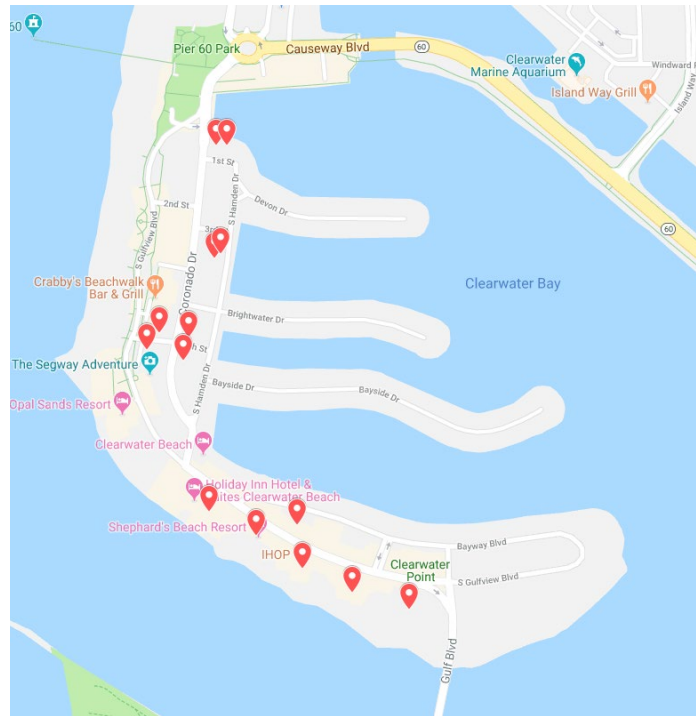 60
Pier 60 Park
Causeway Blvd
60
Clearwater
Marine Aquarium
Windward
Island Way Grill
Island Way
1st St
S Hamden Dr
Devon Dr
2nd St
S Gulfview Blvd
Coronado Dr
Crabby's Beachwalk
Bar & Grill
60
Clearwater Bay
Brightwater Dr
The Segway Adventure
h St
Bayside Dr
Bayside Dr
S Hamden Dr
Opal Sands Resort
Clearwater Beach
Holiday Inn Hotel &
ites Clearwater Beach
Shephard's Beach Resort
IHOP
Bayway Blvd
Clearwater
Point
S Gulfview Blvd
Gulf Blvd